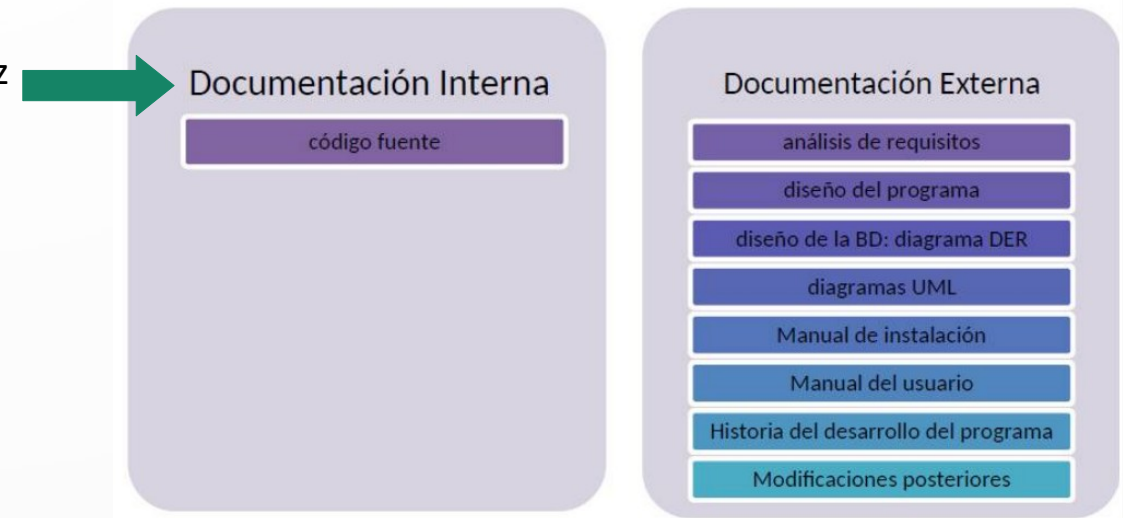 z
Documentación Interna
código fuente
Documentación Externa
análisis de requisitos
diseño del programa
diseño de la BD: diagrama DER
diagramas UML
Manual de instalación
Manual del usuario
Historia del desarrollo del programa
Modificaciones posteriores